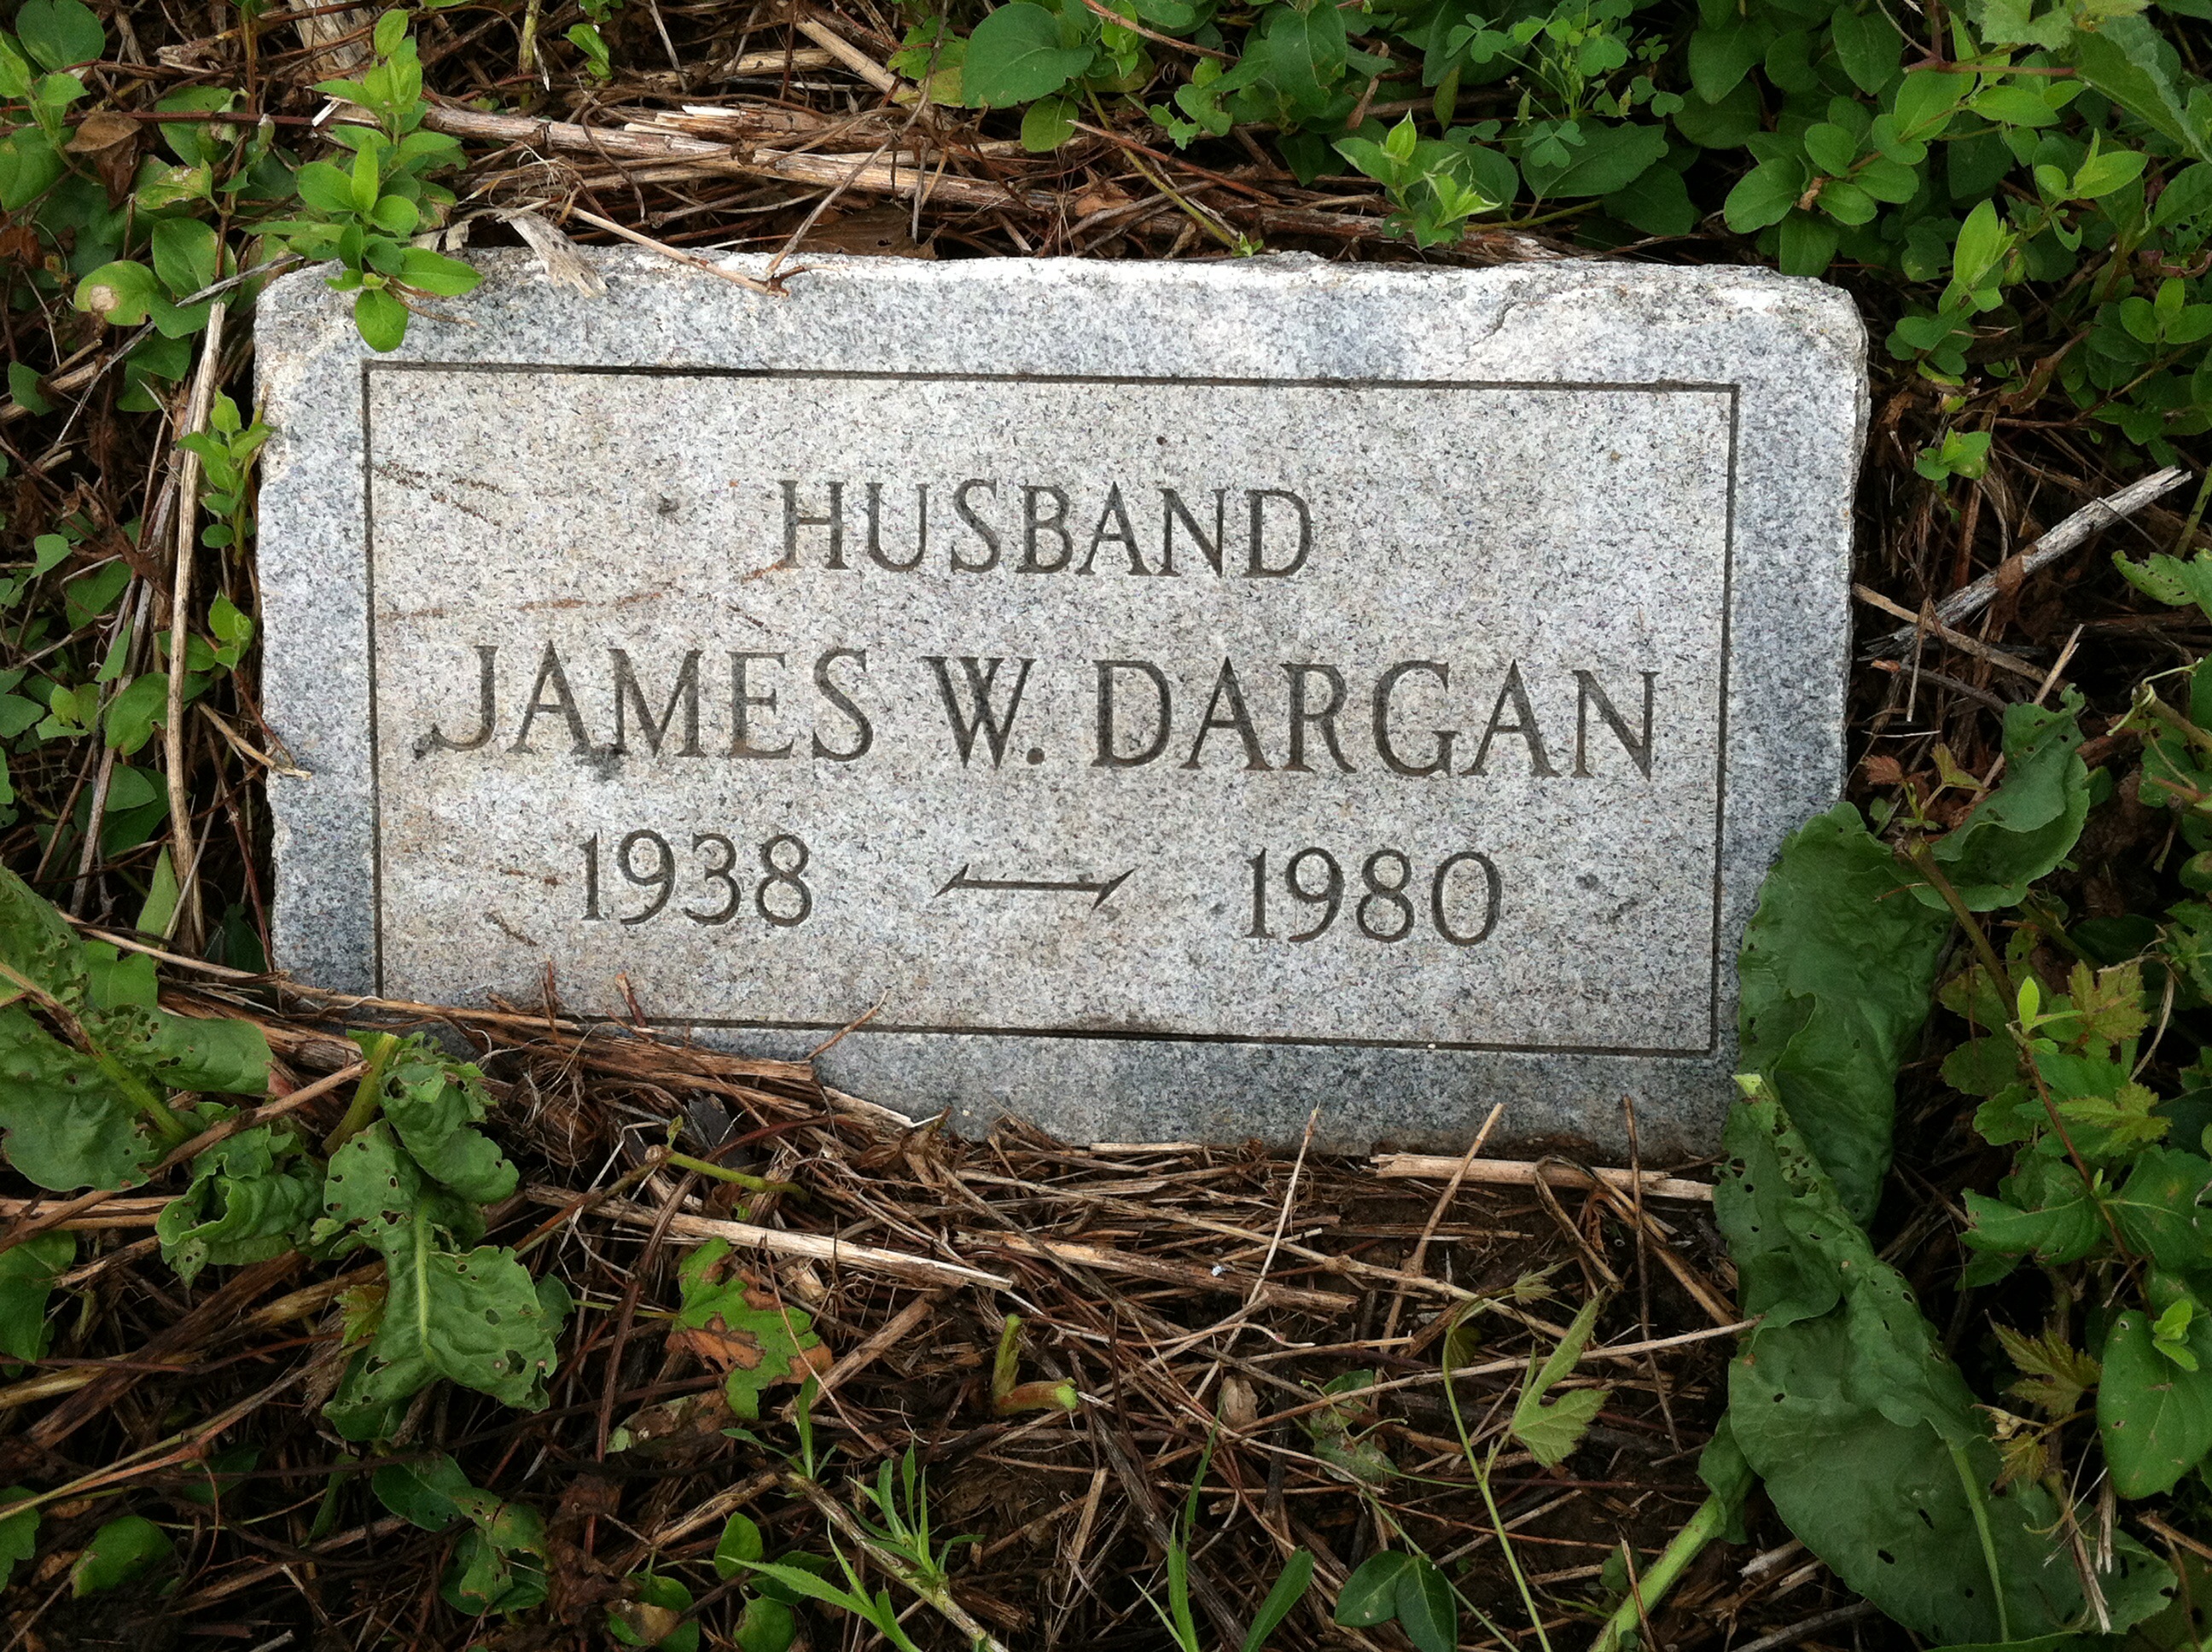 HUSBAND
JAMES W. DARGAN
1938 — 1980